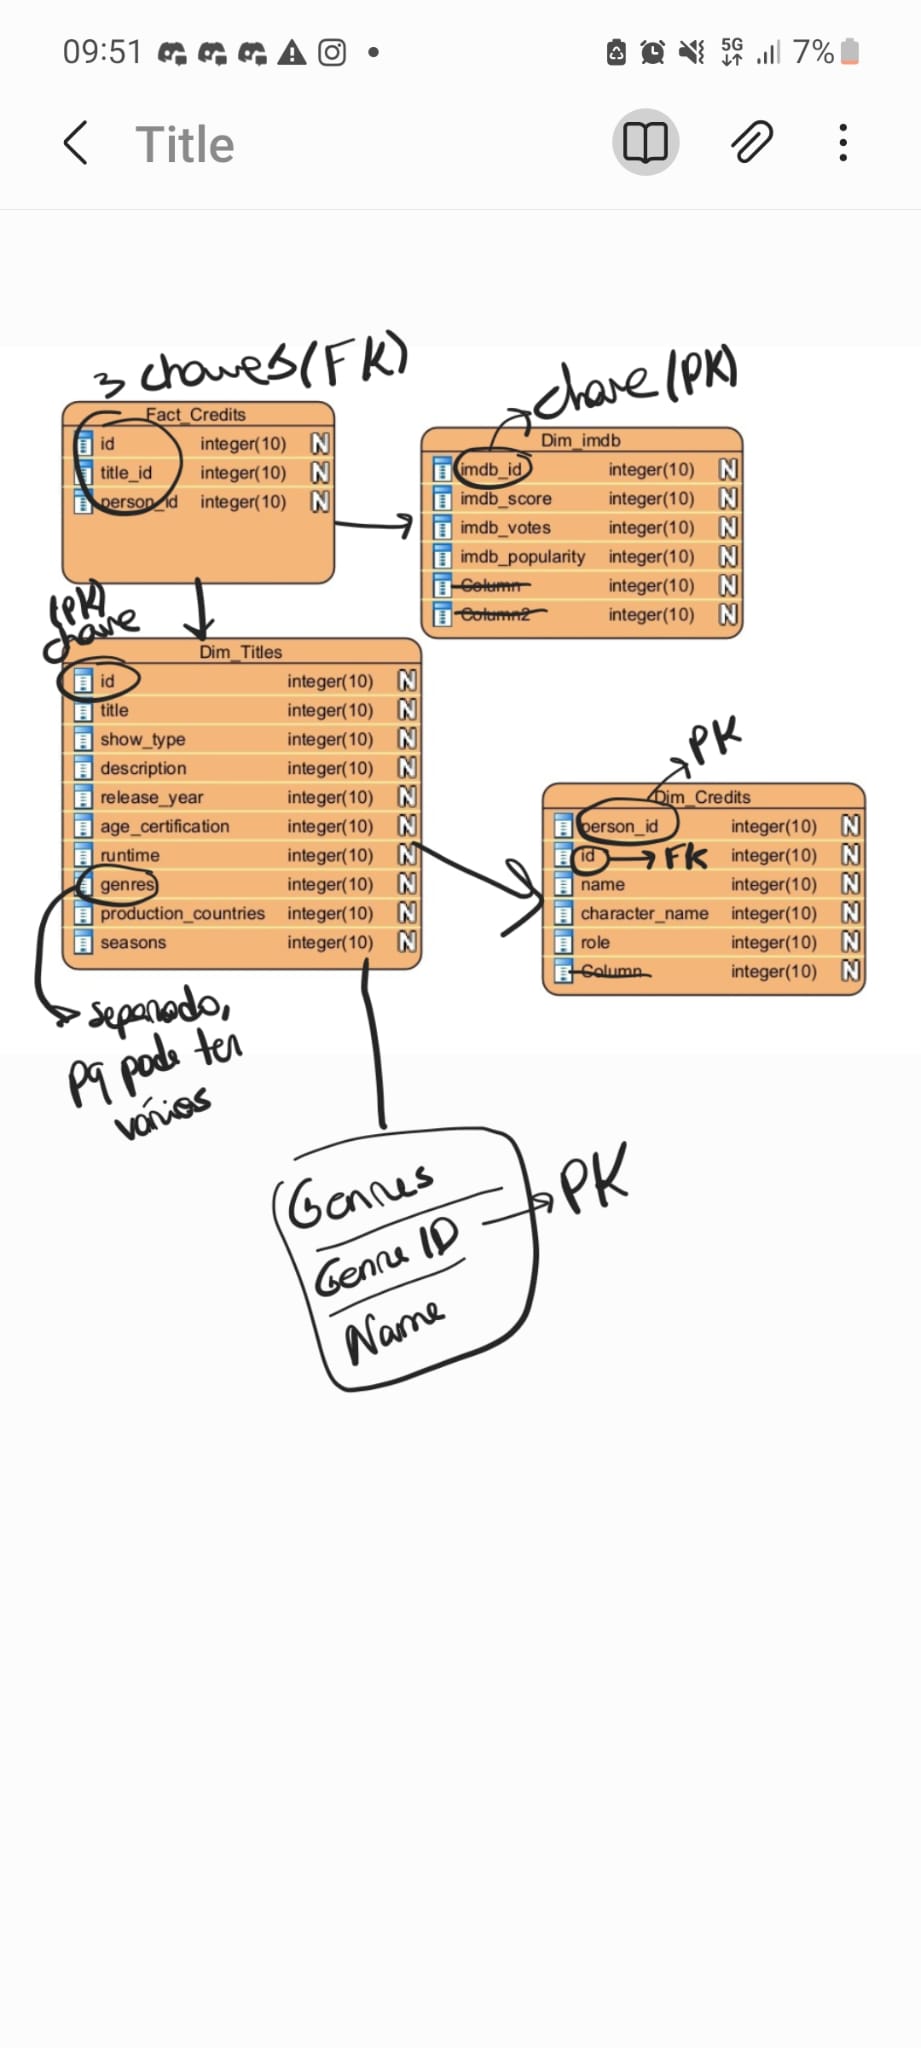 09:51
5G 7%
Title
3 chaves (FK)
chave (PK)
Fact_Credits
id integer(10) N
title_id integer(10) N
person_id integer(10) N
Dim_imdb
imdb_id integer(10) N
imdb_score integer(10) N
imdb_votes integer(10) N
imdb_popularity integer(10) N
Column integer(10) N
Column2 integer(10) N
(PK)
chave
Dim_Titles
id integer(10) N
title integer(10) N
show_type integer(10) N
description integer(10) N
release_year integer(10) N
age_certification integer(10) N
runtime integer(10) N
genres integer(10) N
production_countries integer(10) N
seasons integer(10) N
PK
Dim_Credits
person_id integer(10) N
id → FK integer(10) N
name integer(10) N
character_name integer(10) N
role integer(10) N
Column integer(10) N
separado,
pq pode ter
vários
Genres
Genre ID → PK
Name